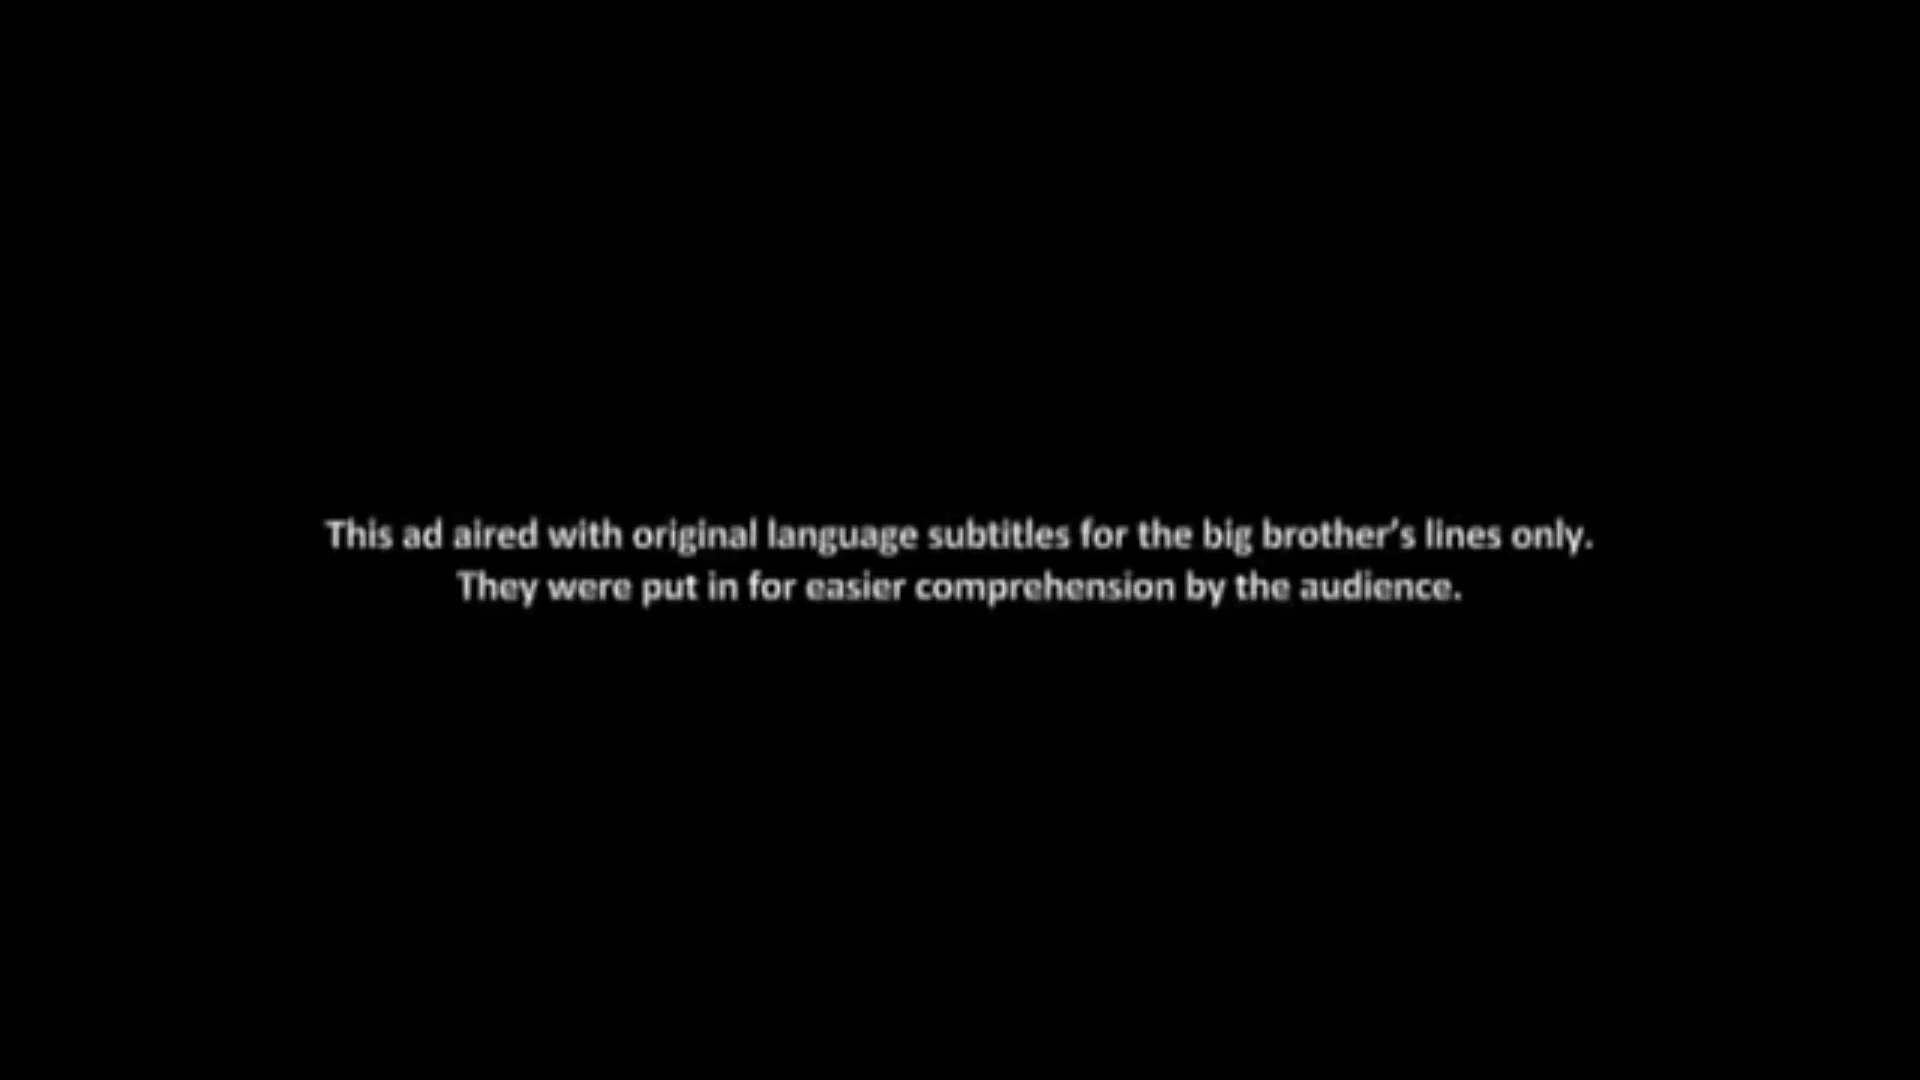 This ad aired with original language subtitles for the big brother’s lines only.
They were put in for easier comprehension by the audience.